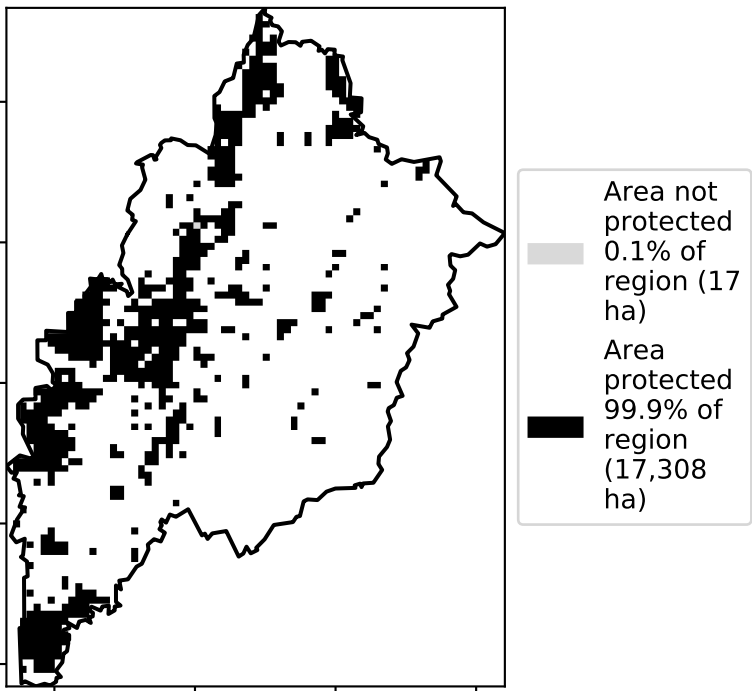 Area not
protected
0.1% of
region (17
ha)
Area
protected
99.9% of
region
(17,308
ha)